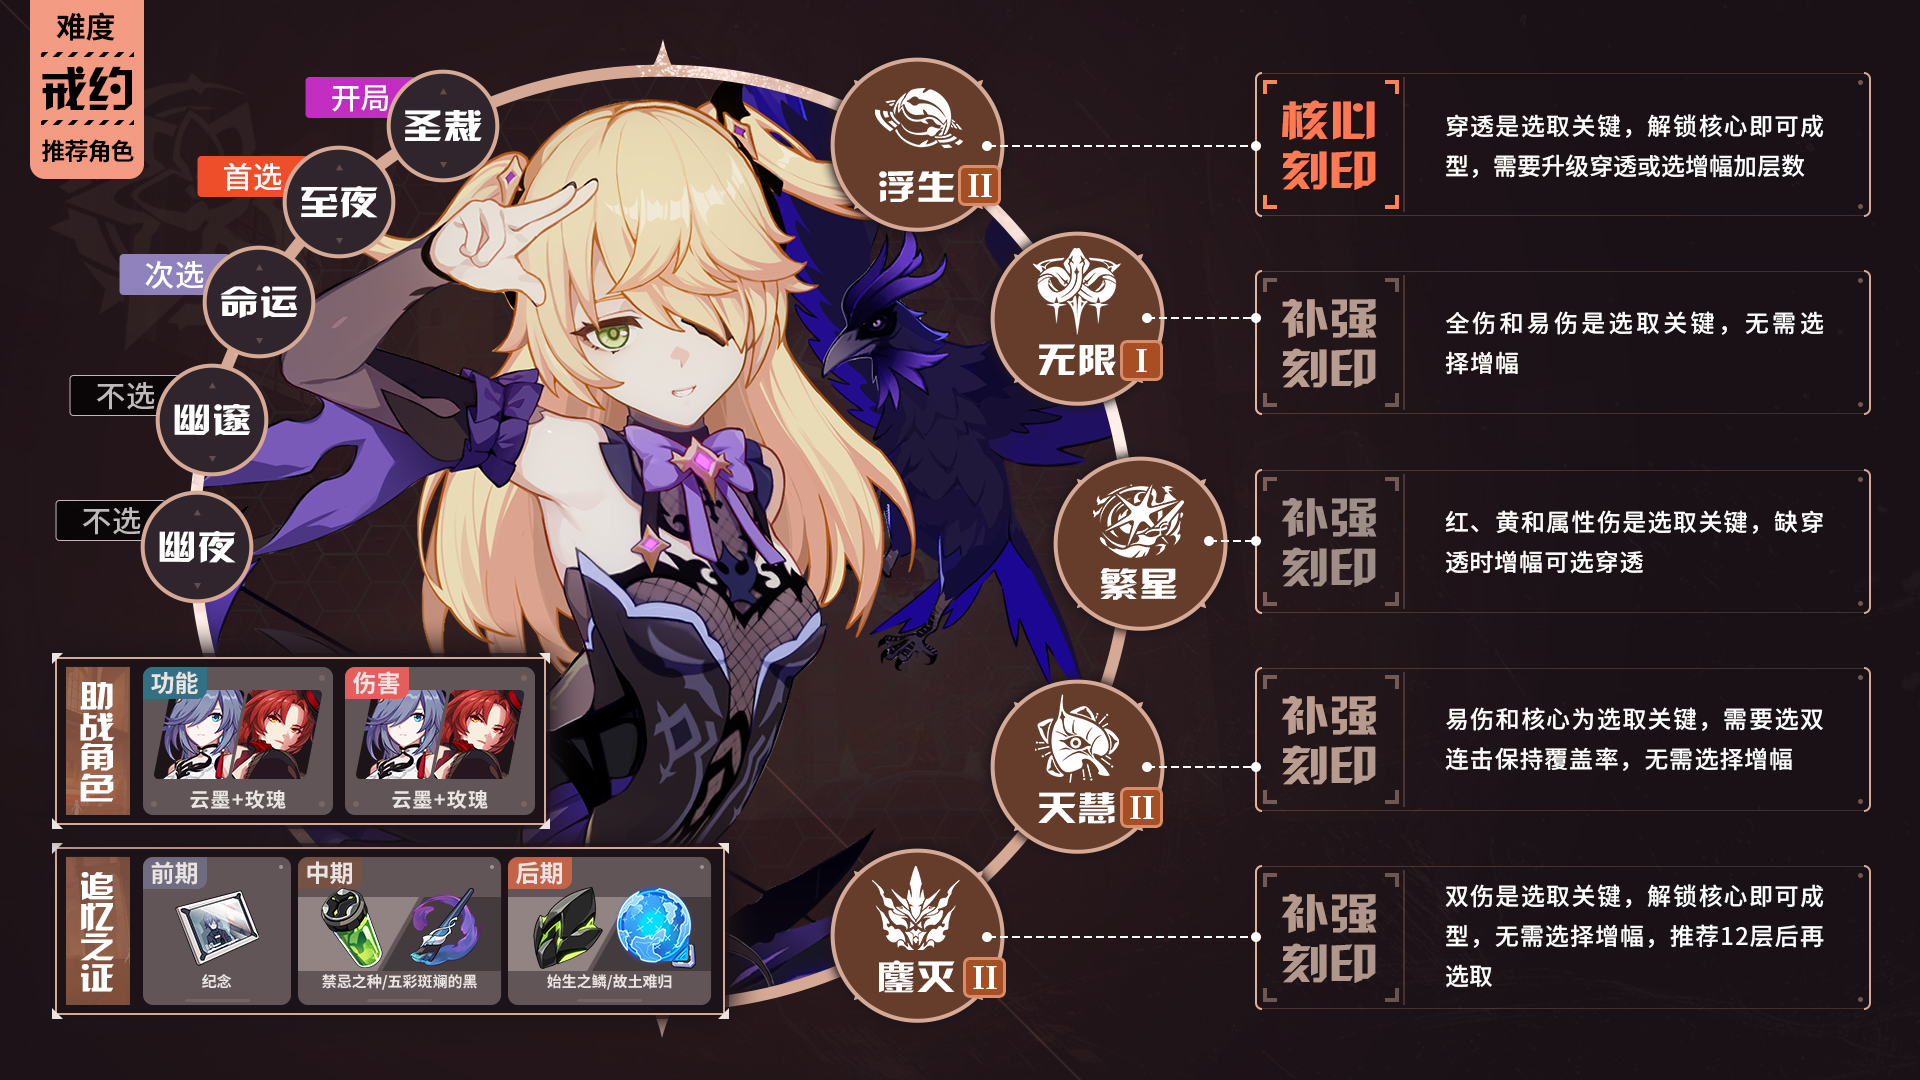 难度
戒约
推荐角色
开局
圣裁
首选
至夜
次选
命运
不选
幽邃
不选
幽夜
浮生
II
核心
刻印
穿透是选取关键，解锁核心即可成
型，需要升级穿透或选增幅加层数
无限
I
补强
刻印
全伤和易伤是选取关键，无需选
择增幅
繁星
补强
刻印
红、黄和属性伤是选取关键，缺穿
透时增幅可选穿透
天慧
II
补强
刻印
易伤和核心为选取关键，需要选双
连击保持覆盖率，无需选择增幅
鏖灭
II
补强
刻印
双伤是选取关键，解锁核心即可成
型，无需选择增幅，推荐12层后再
选取
助战角色
功能
云墨+玫瑰
伤害
云墨+玫瑰
追忆之证
前期
纪念
中期
禁忌之种/五彩斑斓的黑
后期
始生之鳞/故土难归